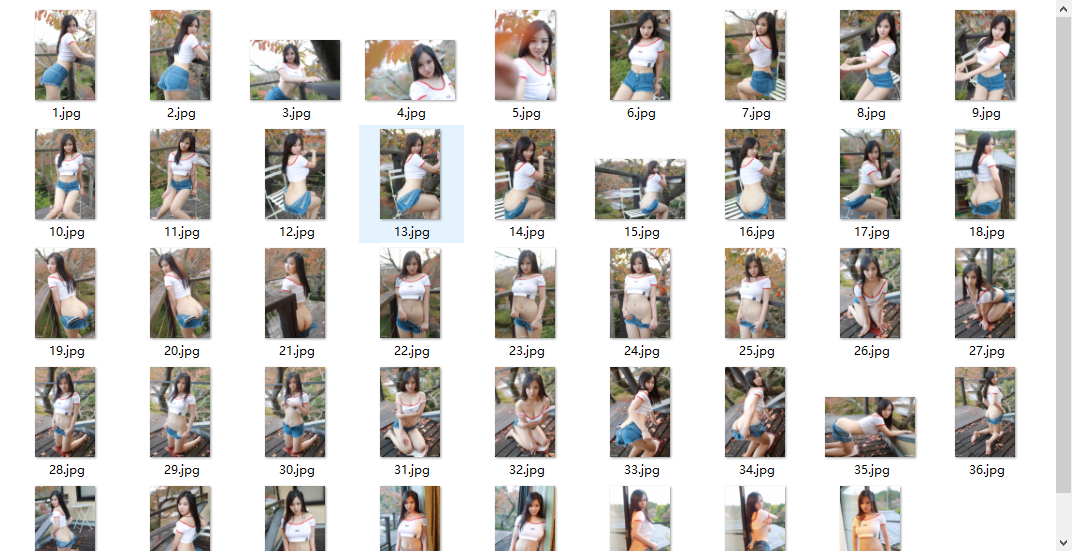 1.jpg 2.jpg 3.jpg 4.jpg 5.jpg 6.jpg 7.jpg 8.jpg 9.jpg
10.jpg 11.jpg 12.jpg 13.jpg 14.jpg 15.jpg 16.jpg 17.jpg 18.jpg
19.jpg 20.jpg 21.jpg 22.jpg 23.jpg 24.jpg 25.jpg 26.jpg 27.jpg
28.jpg 29.jpg 30.jpg 31.jpg 32.jpg 33.jpg 34.jpg 35.jpg 36.jpg